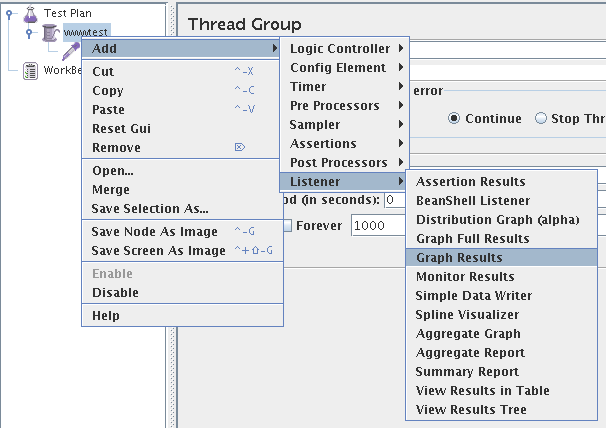 Test Plan
wwwtest
WorkBe
Thread Group
Add
Cut ^-X
Copy ^-C
Paste ^-V
Reset Gui
Remove
Open...
Merge
Save Selection As...
Save Node As Image ^-G
Save Screen As Image ^+⇧-G
Enable
Disable
Help
Logic Controller
Config Element
Timer
Pre Processors
Sampler
Assertions
Post Processors
Listener
error
Continue Stop Thr
od (in seconds): 0
Forever 1000
Assertion Results
BeanShell Listener
Distribution Graph (alpha)
Graph Full Results
Graph Results
Monitor Results
Simple Data Writer
Spline Visualizer
Aggregate Graph
Aggregate Report
Summary Report
View Results in Table
View Results Tree